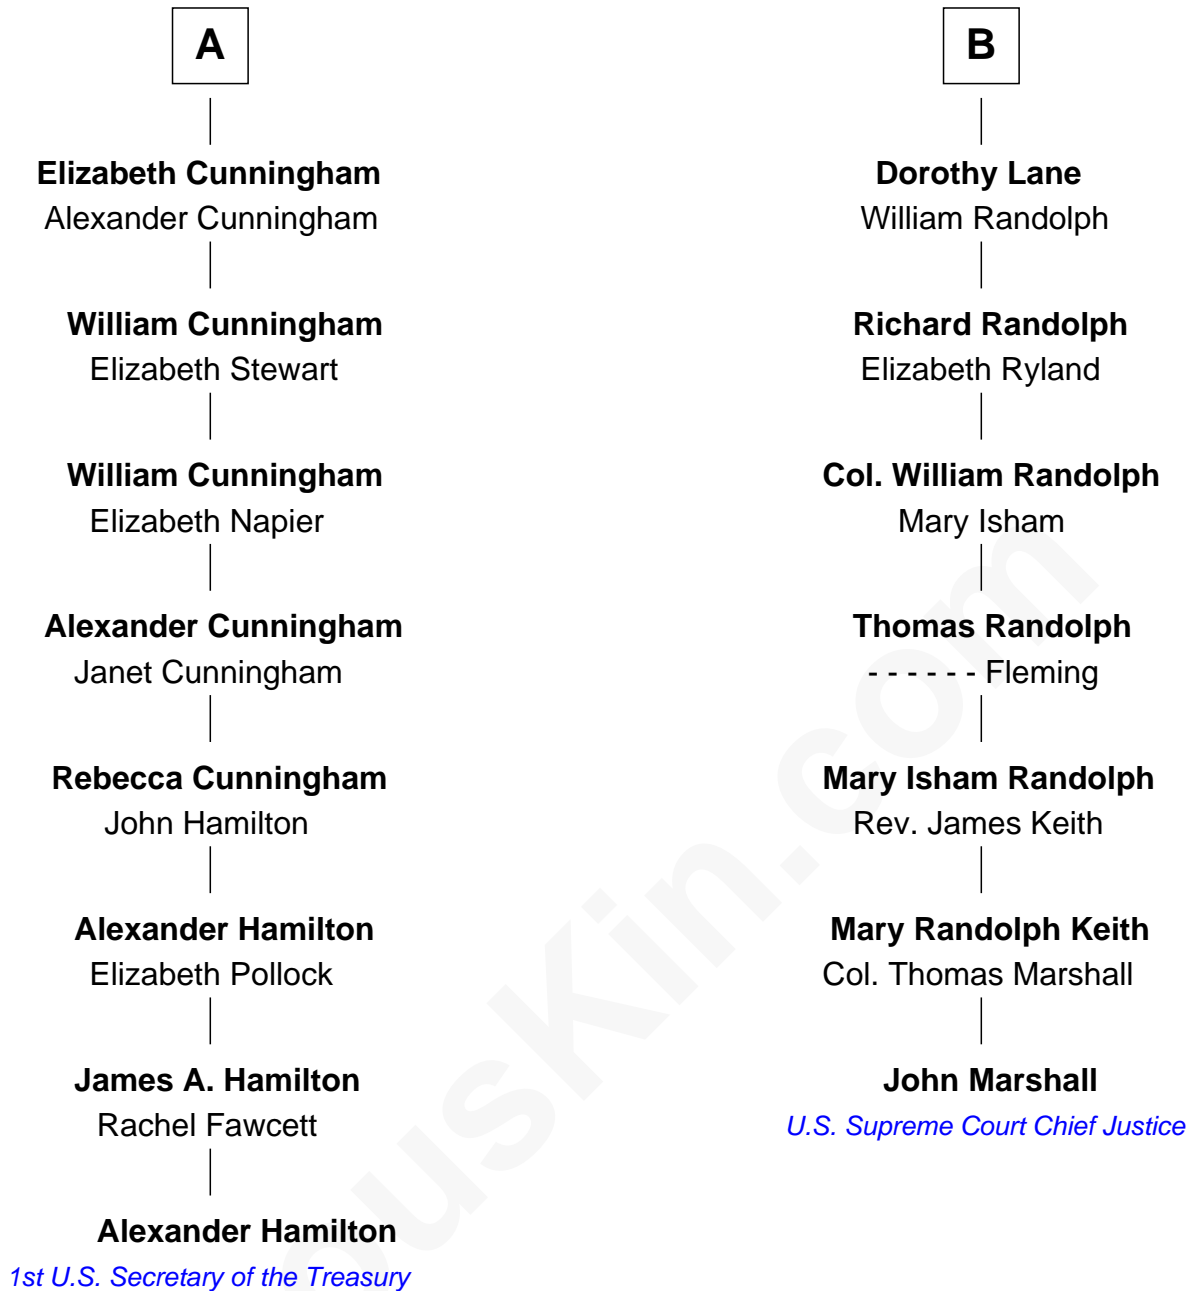 A
Elizabeth Cunningham
Alexander Cunningham
William Cunningham
Elizabeth Stewart
William Cunningham
Elizabeth Napier
Alexander Cunningham
Janet Cunningham
Rebecca Cunningham
John Hamilton
Alexander Hamilton
Elizabeth Pollock
James A. Hamilton
Rachel Fawcett
Alexander Hamilton
1st U.S. Secretary of the Treasury
B
Dorothy Lane
William Randolph
Richard Randolph
Elizabeth Ryland
Col. William Randolph
Mary Isham
Thomas Randolph
- - - - - - Fleming
Mary Isham Randolph
Rev. James Keith
Mary Randolph Keith
Col. Thomas Marshall
John Marshall
U.S. Supreme Court Chief Justice
ousKin.com